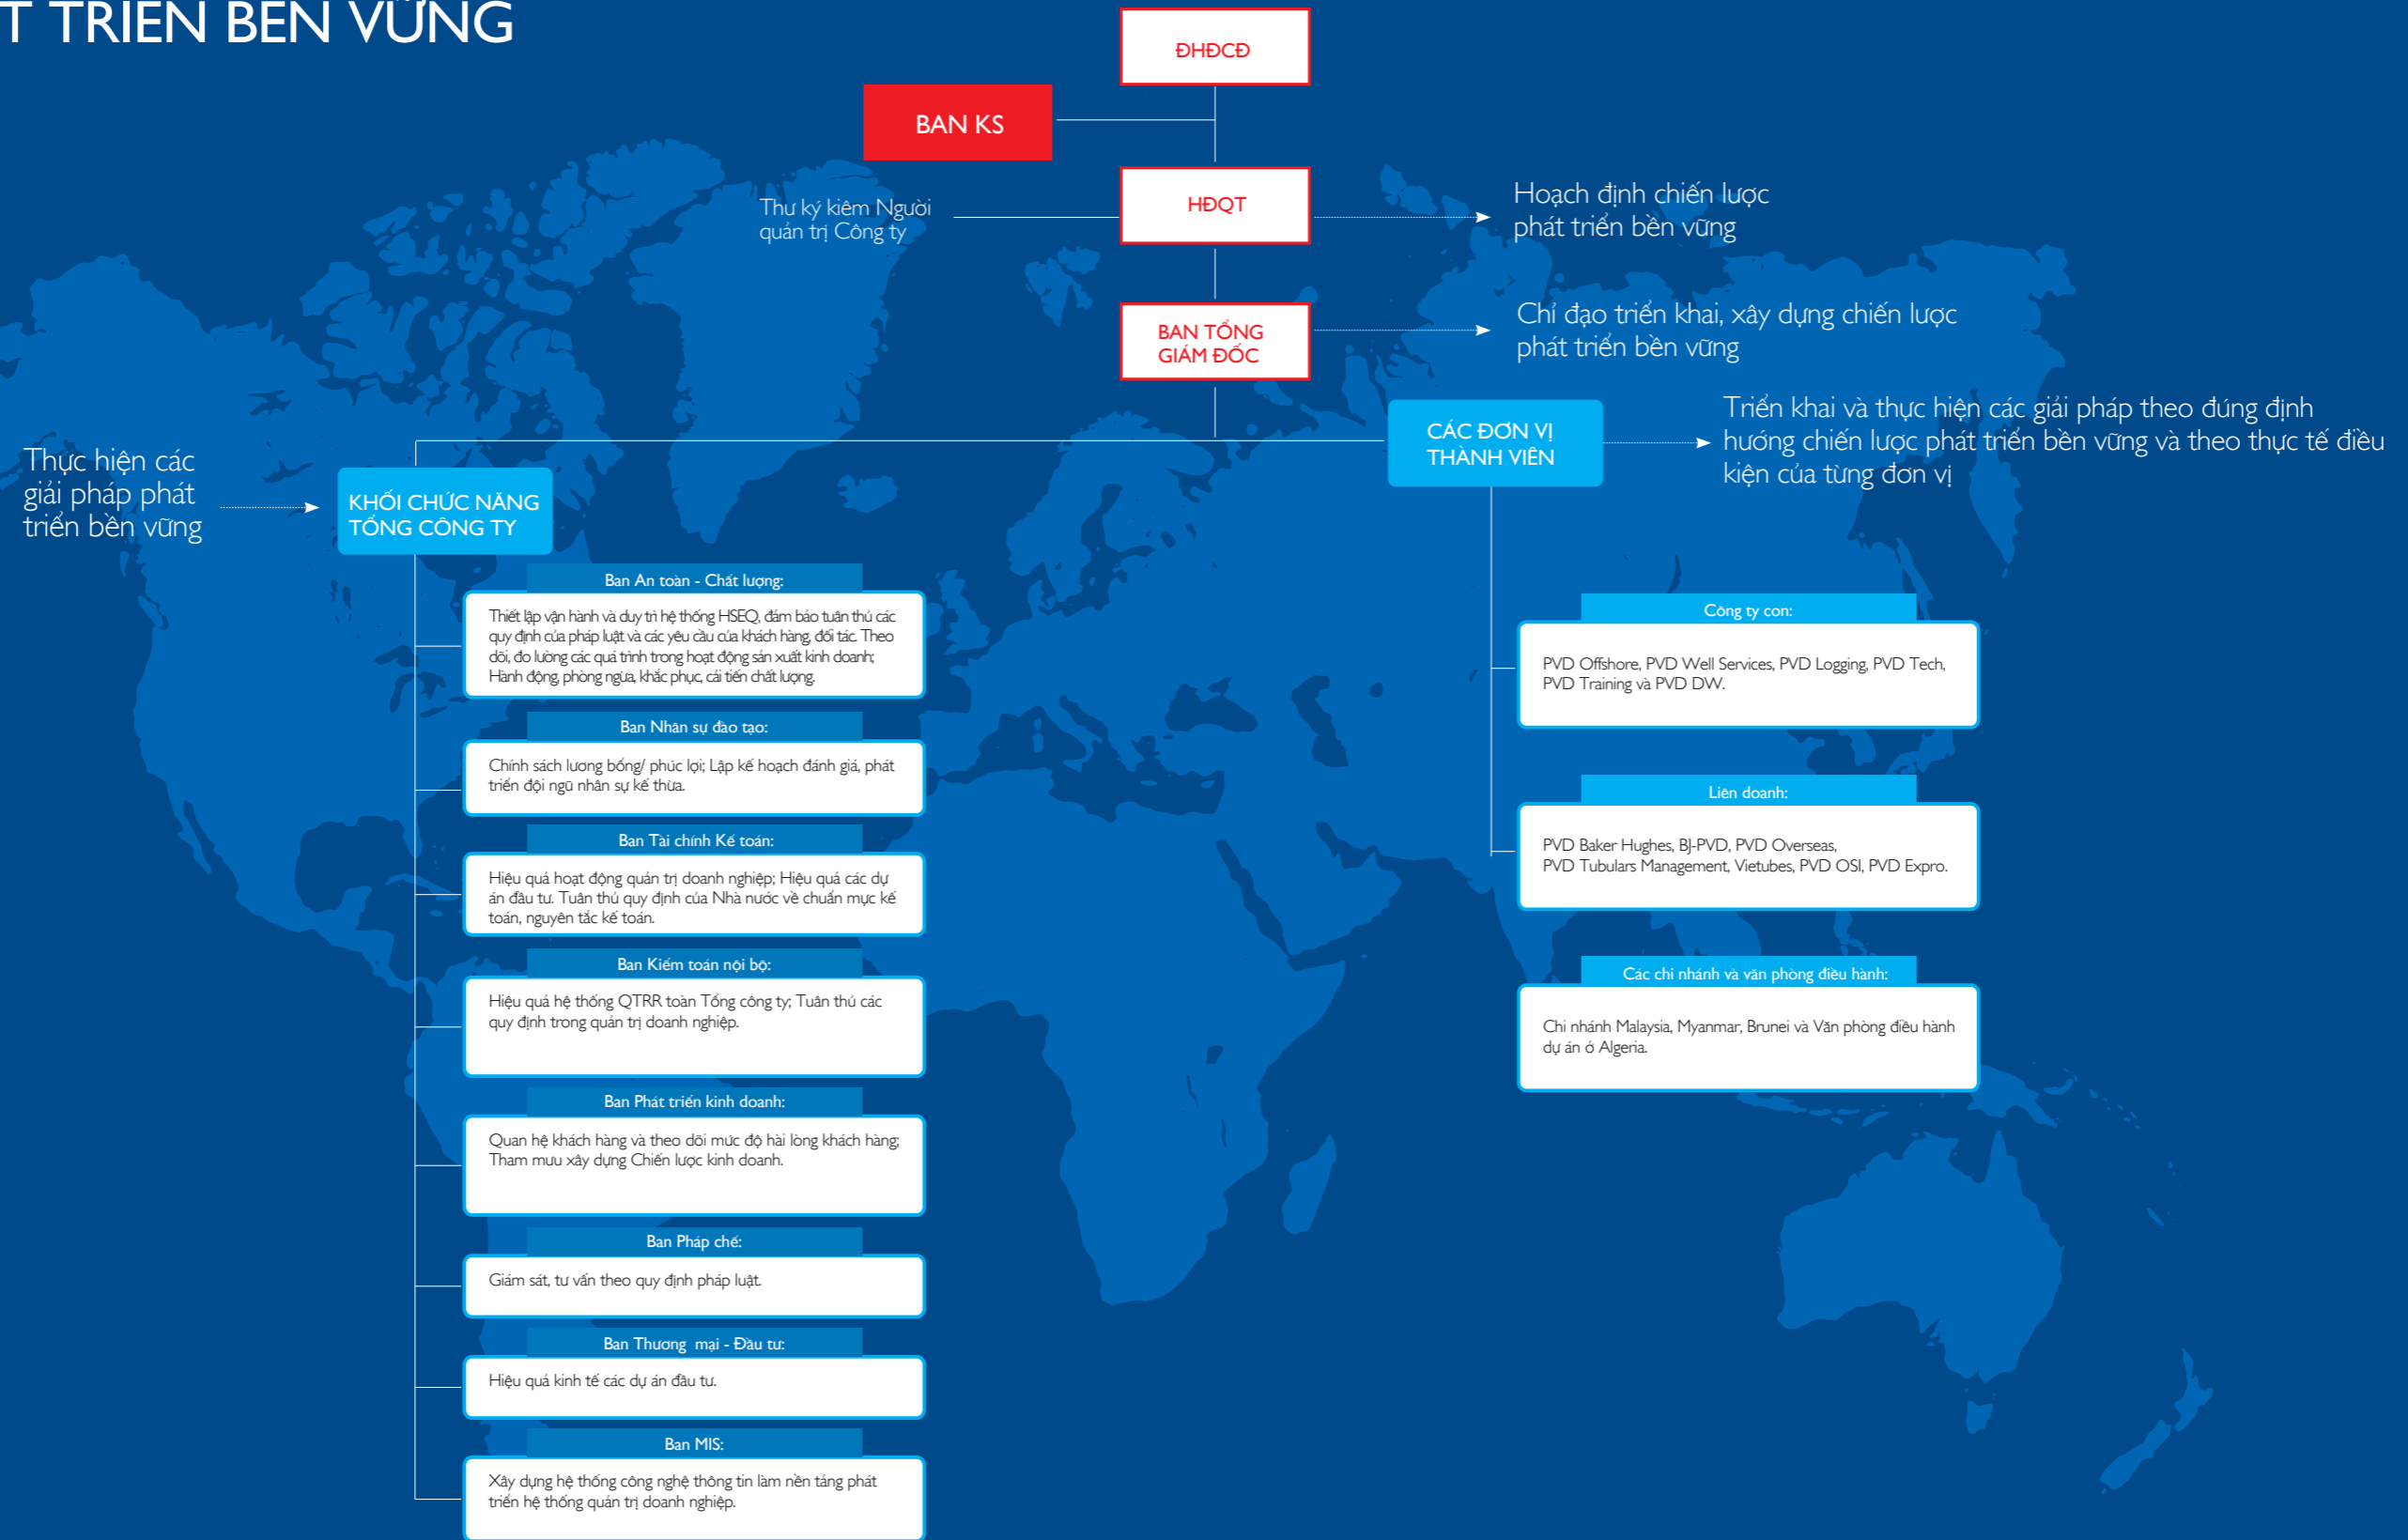 T TRIỂN BỀN VỮNG
ĐHĐCĐ
BAN KS
HĐQT
Thư ký kiêm Người
quản trị Công ty
Hoạch định chiến lược
phát triển bền vững
BAN TỔNG
GIÁM ĐỐC
Chỉ đạo triển khai, xây dựng chiến lược
phát triển bền vững
CÁC ĐƠN VỊ
THÀNH VIÊN
Triển khai và thực hiện các giải pháp theo đúng định
hướng chiến lược phát triển bền vững và theo thực tế điều
kiện của từng đơn vị
Thực hiện các
giải pháp phát
triển bền vững
KHỐI CHỨC NĂNG
TỔNG CÔNG TY
Ban An toàn - Chất lượng:
Thiết lập vận hành và duy trì hệ thống HSEQ, đảm bảo tuân thủ các
quy định của pháp luật và các yêu cầu của khách hàng, đối tác. Theo
dõi, đo lường các quá trình trong hoạt động sản xuất kinh doanh;
Hành động, phòng ngừa, khắc phục, cải tiến chất lượng.
Ban Nhân sự đào tạo:
Chính sách lương bổng/ phúc lợi; Lập kế hoạch đánh giá, phát
triển đội ngũ nhân sự kế thừa.
Ban Tài chính Kế toán:
Hiệu quả hoạt động quản trị doanh nghiệp; Hiệu quả các dự
án đầu tư. Tuân thủ quy định của Nhà nước về chuẩn mực kế
toán, nguyên tắc kế toán.
Ban Kiểm toán nội bộ:
Hiệu quả hệ thống QTRR toàn Tổng công ty; Tuân thủ các
quy định trong quản trị doanh nghiệp.
Ban Phát triển kinh doanh:
Quan hệ khách hàng và theo dõi mức độ hài lòng khách hàng;
Tham mưu xây dựng Chiến lược kinh doanh.
Ban Pháp chế:
Giám sát, tư vấn theo quy định pháp luật.
Ban Thương mại - Đầu tư:
Hiệu quả kinh tế các dự án đầu tư.
Ban MIS:
Xây dựng hệ thống công nghệ thông tin làm nền tảng phát
triển hệ thống quản trị doanh nghiệp.
Công ty con:
PVD Offshore, PVD Well Services, PVD Logging, PVD Tech,
PVD Training và PVD DW.
Liên doanh:
PVD Baker Hughes, BJ-PVD, PVD Overseas,
PVD Tubulars Management, Vietubes, PVD OSI, PVD Expro.
Các chi nhánh và văn phòng điều hành:
Chi nhánh Malaysia, Myanmar, Brunei và Văn phòng điều hành
dự án ở Algeria.